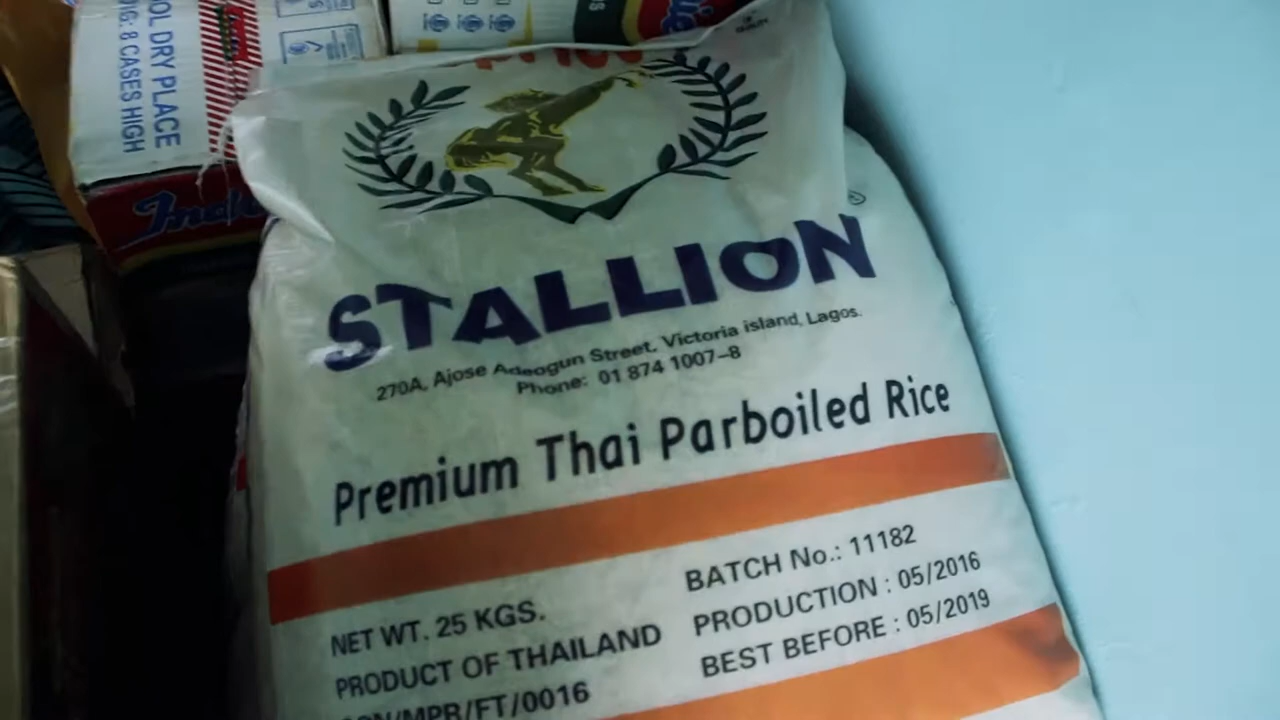 OOL DRY PLACE
8 CASES HIGH
STALLION
®
270A, Ajose Adeogun Street, Victoria island, Lagos.
Phone: 01 874 1007-8
Premium Thai Parboiled Rice
NET WT. 25 KGS.
PRODUCT OF THAILAND
/MPR/FT/0016
BATCH No.: 11182
PRODUCTION : 05/2016
BEST BEFORE : 05/2019